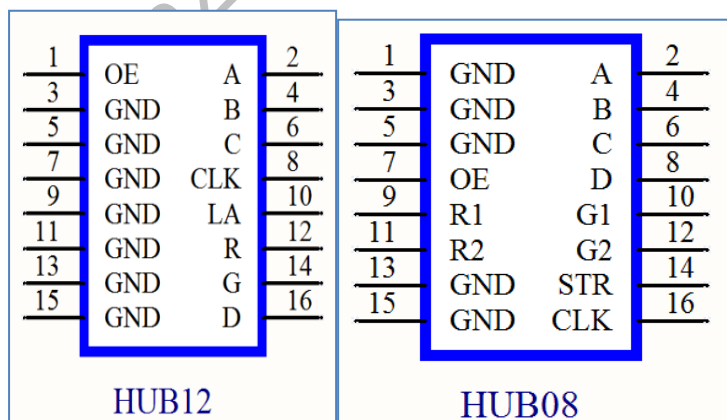 1 OE A 2
3 GND B 4
5 GND C 6
7 GND CLK 8
9 GND LA 10
11 GND R 12
13 GND G 14
15 GND D 16
HUB12
1 GND A 2
3 GND B 4
5 GND C 6
7 OE D 8
9 R1 G1 10
11 R2 G2 12
13 GND STR 14
15 GND CLK 16
HUB08